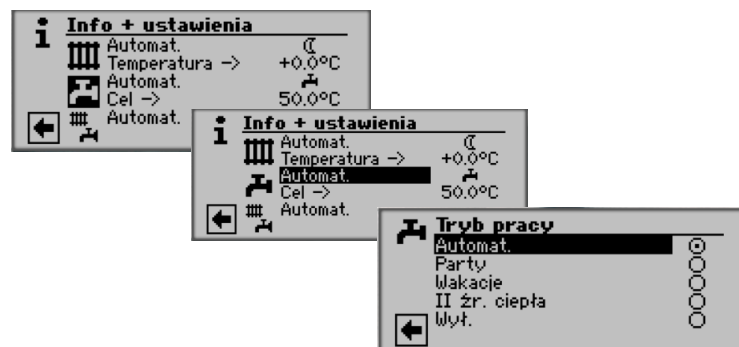 Info + ustawienia
Automat.
Temperatura -> +0.0°C
Automat.
Cel -> 50.0°C
Automat.
Info + ustawienia
Automat.
Temperatura -> +0.0°C
Automat.
Cel -> 50.0°C
Automat.
Tryb pracy
Automat.
Party
Wakacje
II źr. ciepła
Wył.